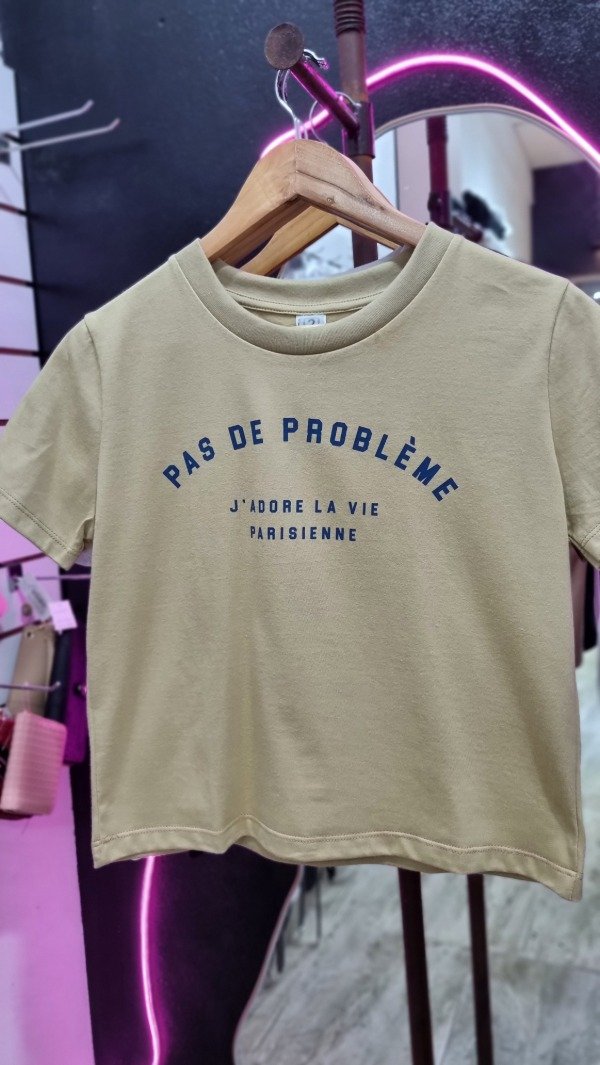 PAS DE PROBLÈME
J'ADORE LA VIE
PARISIENNE